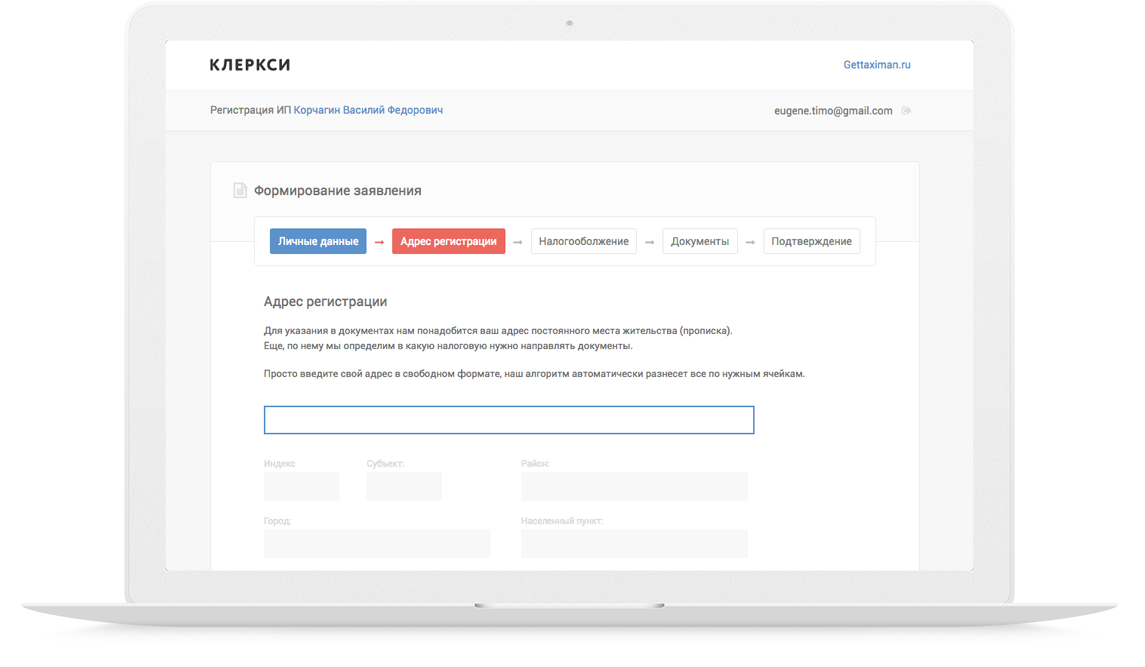 КЛЕРКСИ
Gettaximan.ru
Регистрация ИП Корчагин Василий Федорович
eugene.timo@gmail.com
Формирование заявления
Личные данные → Адрес регистрации → Налогооболжение → Документы → Подтверждение
Адрес регистрации
Для указания в документах нам понадобится ваш адрес постоянного места жительства (прописка).
Еще, по нему мы определим в какую налоговую нужно направлять документы.
Просто введите свой адрес в свободном формате, наш алгоритм автоматически разнесет все по нужным ячейкам.
Индекс Субъект: Район:
Город: Населенный пункт: